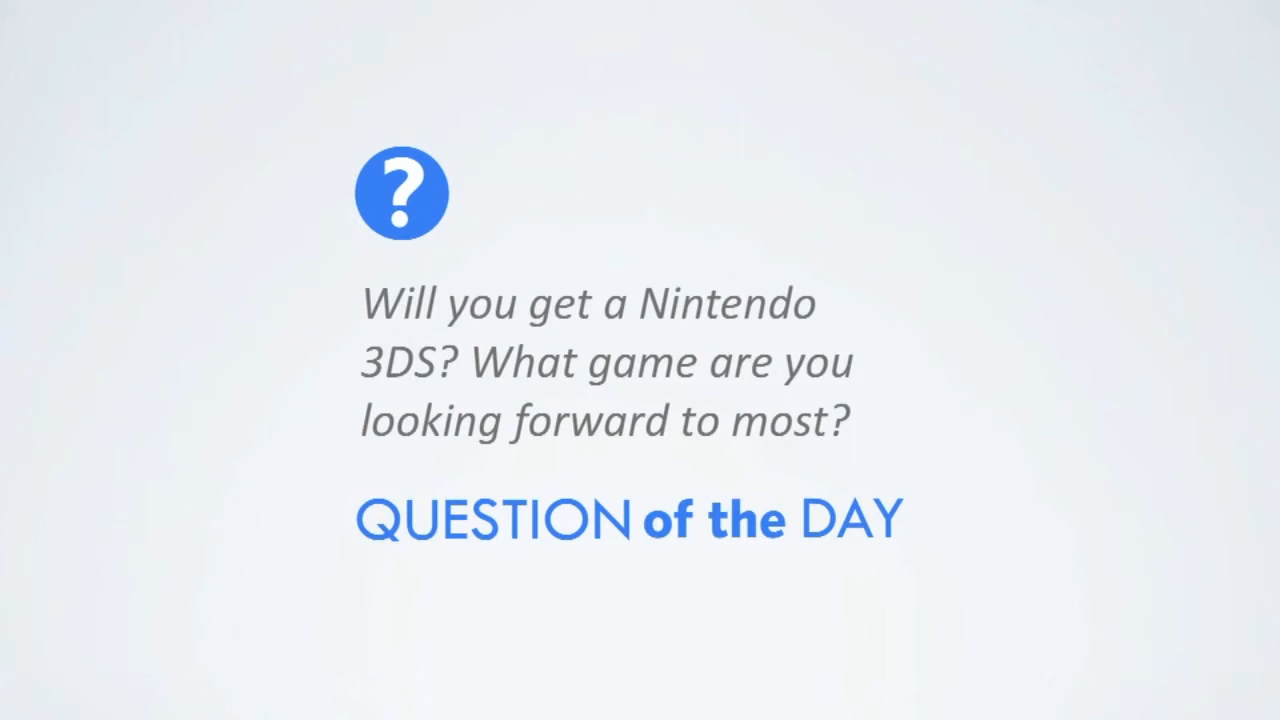 ?
Will you get a Nintendo
3DS? What game are you
looking forward to most?
QUESTION of the DAY